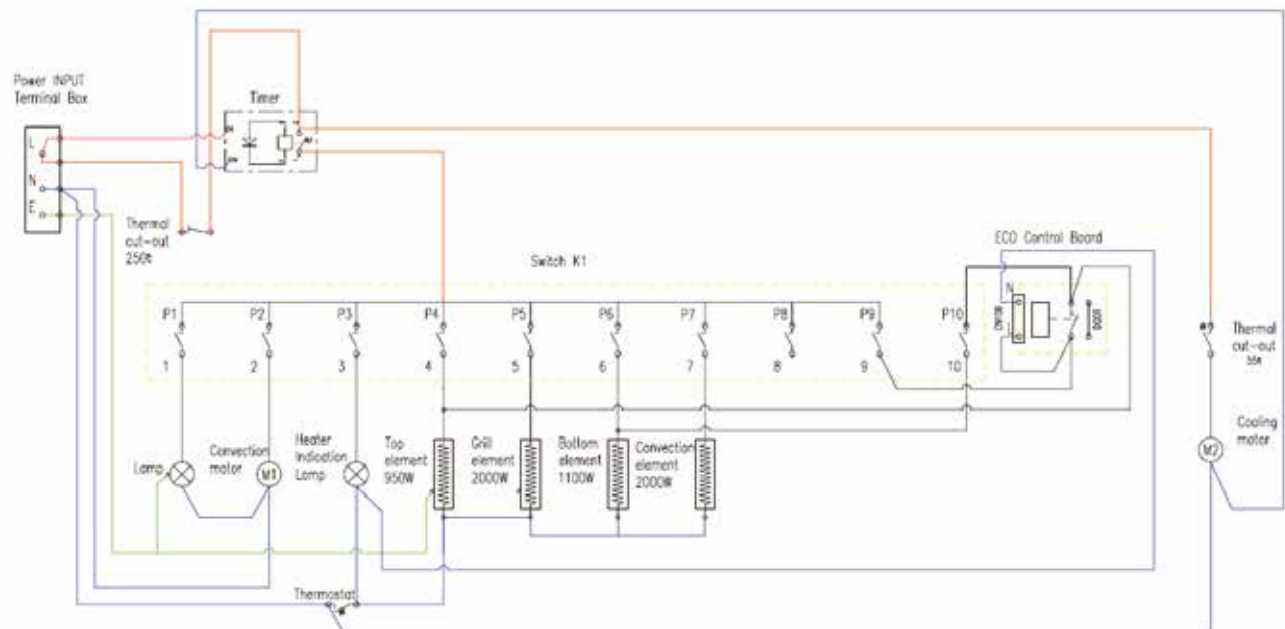 Power INPUT
Terminal Box
Timer
L
N
E
Thermal
cut-out
ECO Control Board
Switch K1
N
CN10B
DOOR
P1
P2
P3
P4
P5
P6
P7
P8
P9
P10
1
2
3
4
5
6
7
8
9
10
Thermal
cut-out
Lamp
Convection
motor
M1
Heater
Indication
Lamp
Top
element
950W
Grill
element
2000W
Bottom
element
1100W
Convection
element
2000W
Cooling
motor
M2
Thermostat